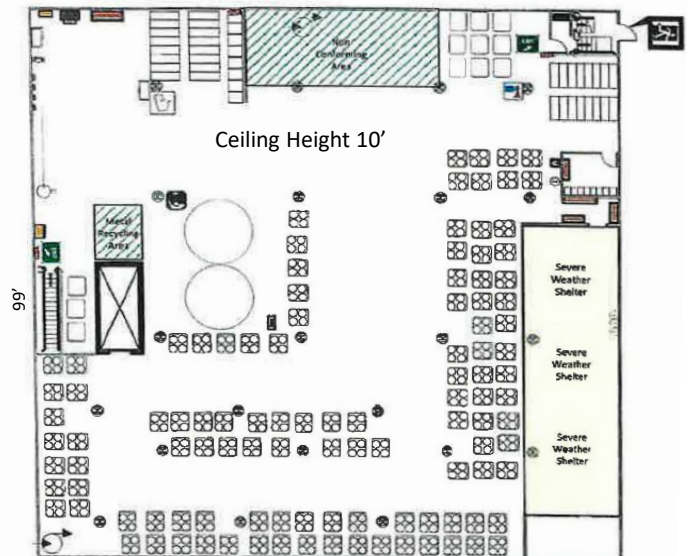 Non
Conforming
Area
Ceiling Height 10’
Metal
Recycling
Area
99’
Severe
Weather
Shelter
Severe
Weather
Shelter
Severe
Weather
Shelter